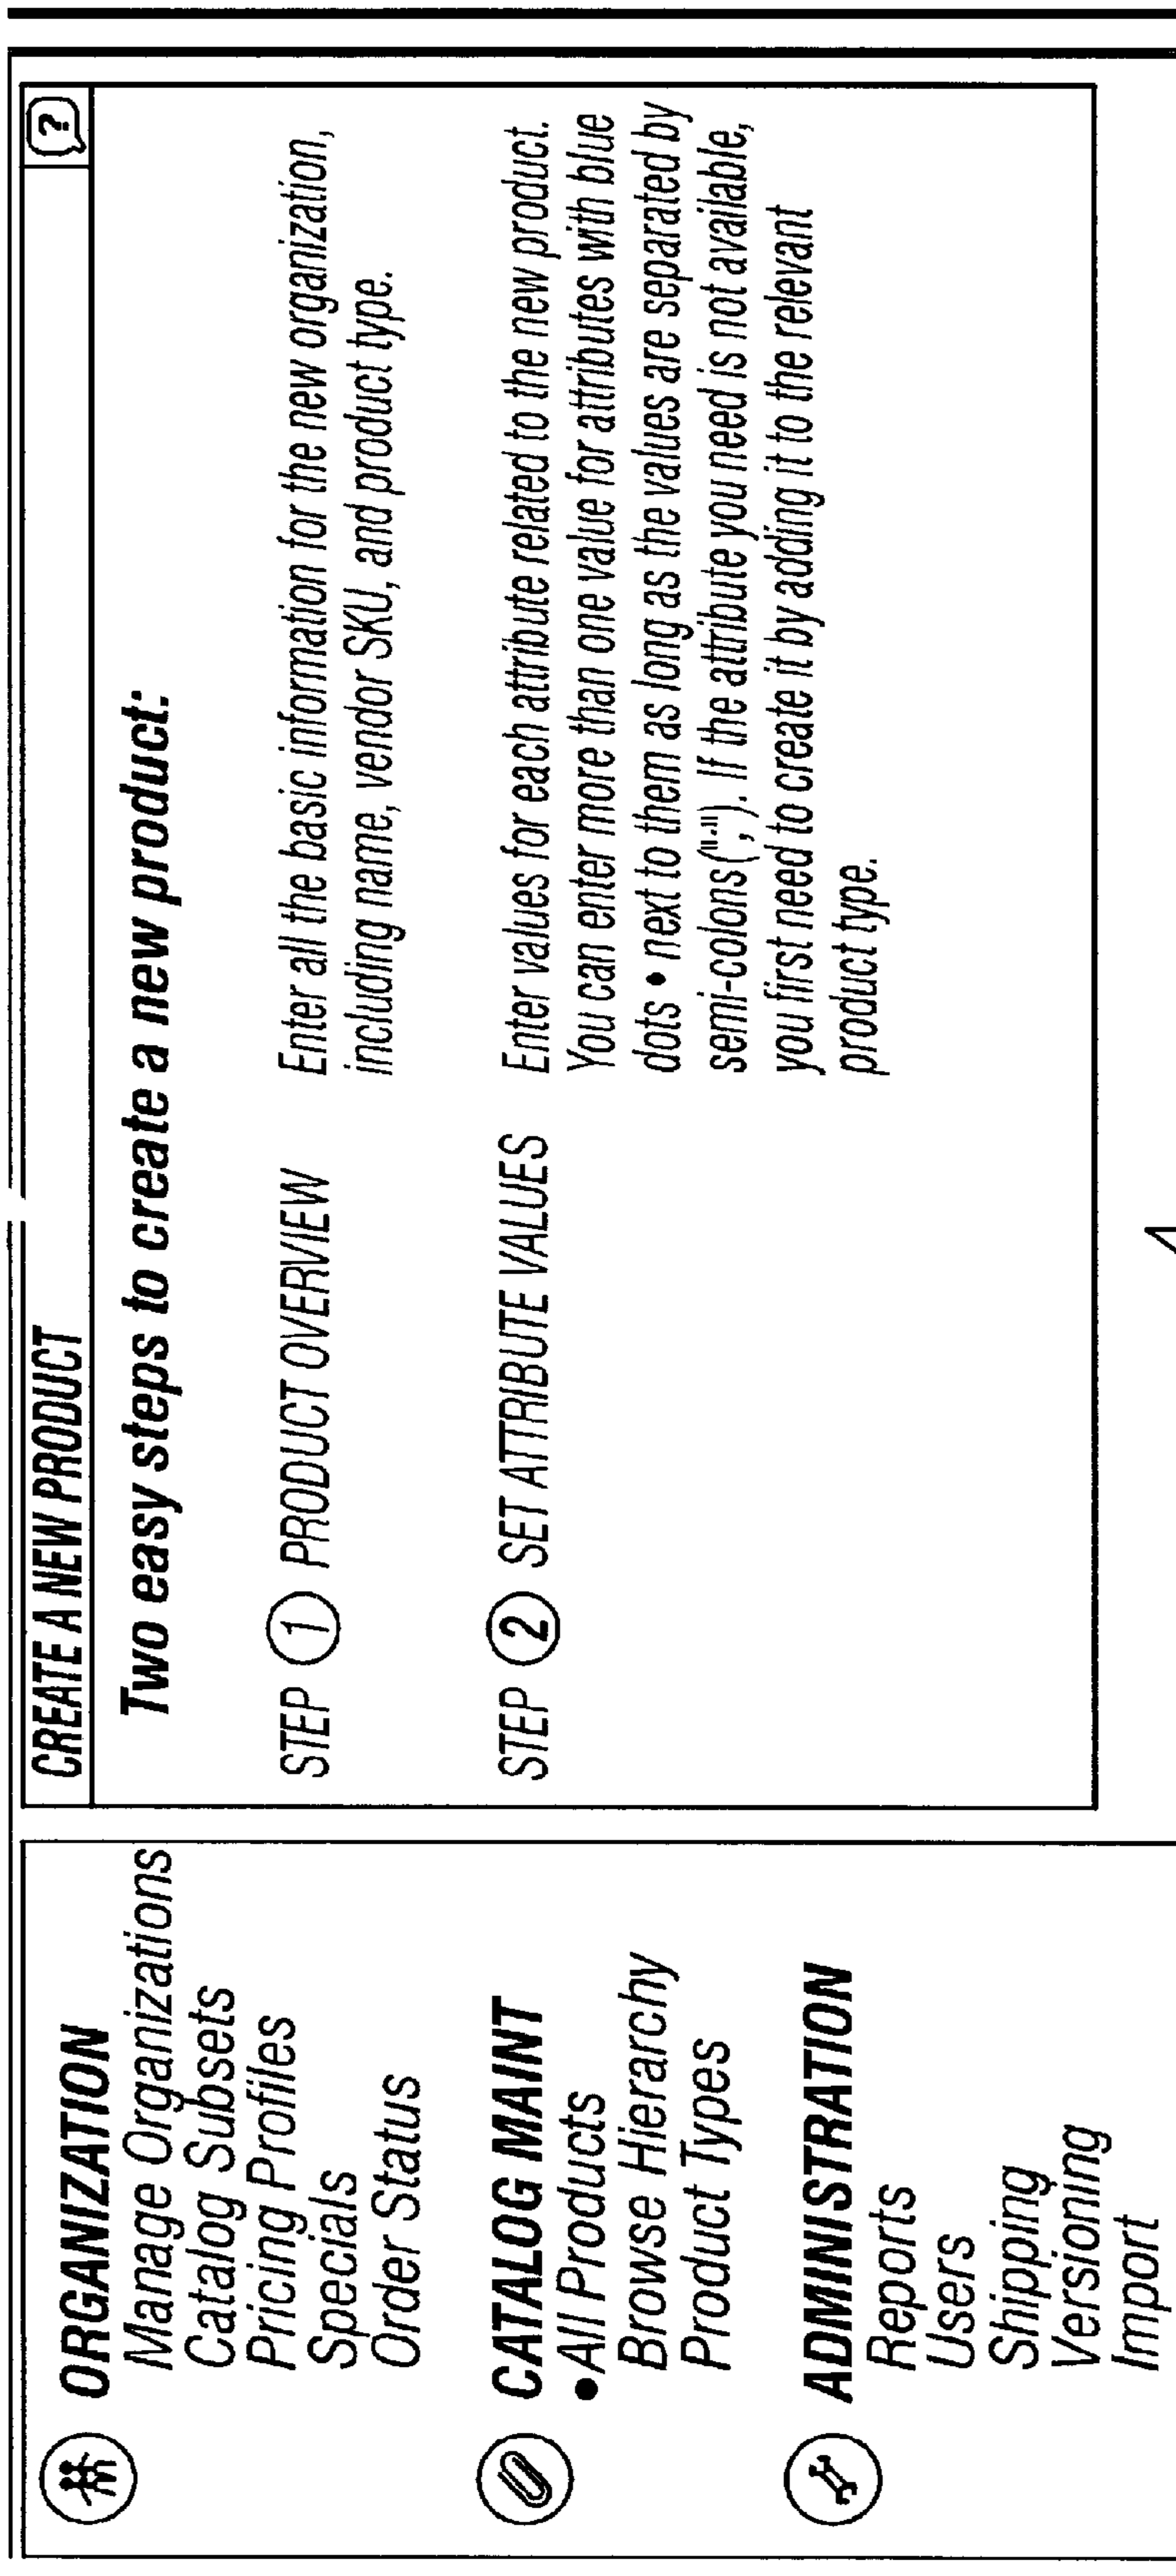 ORGANIZATION
Manage Organizations
Catalog Subsets
Pricing Profiles
Specials
Order Status
CATALOG MAINT
•All Products
Browse Hierarchy
Product Types
ADMINISTRATION
Reports
Users
Shipping
Versioning
Import
CREATE A NEW PRODUCT
?
Two easy steps to create a new product:
STEP 1 PRODUCT OVERVIEW
Enter all the basic information for the new organization,
including name, vendor SKU, and product type.
STEP 2 SET ATTRIBUTE VALUES
Enter values for each attribute related to the new product.
You can enter more than one value for attributes with blue
dots • next to them as long as the values are separated by
semi-colons (";"). If the attribute you need is not available,
you first need to create it by adding it to the relevant
product type.